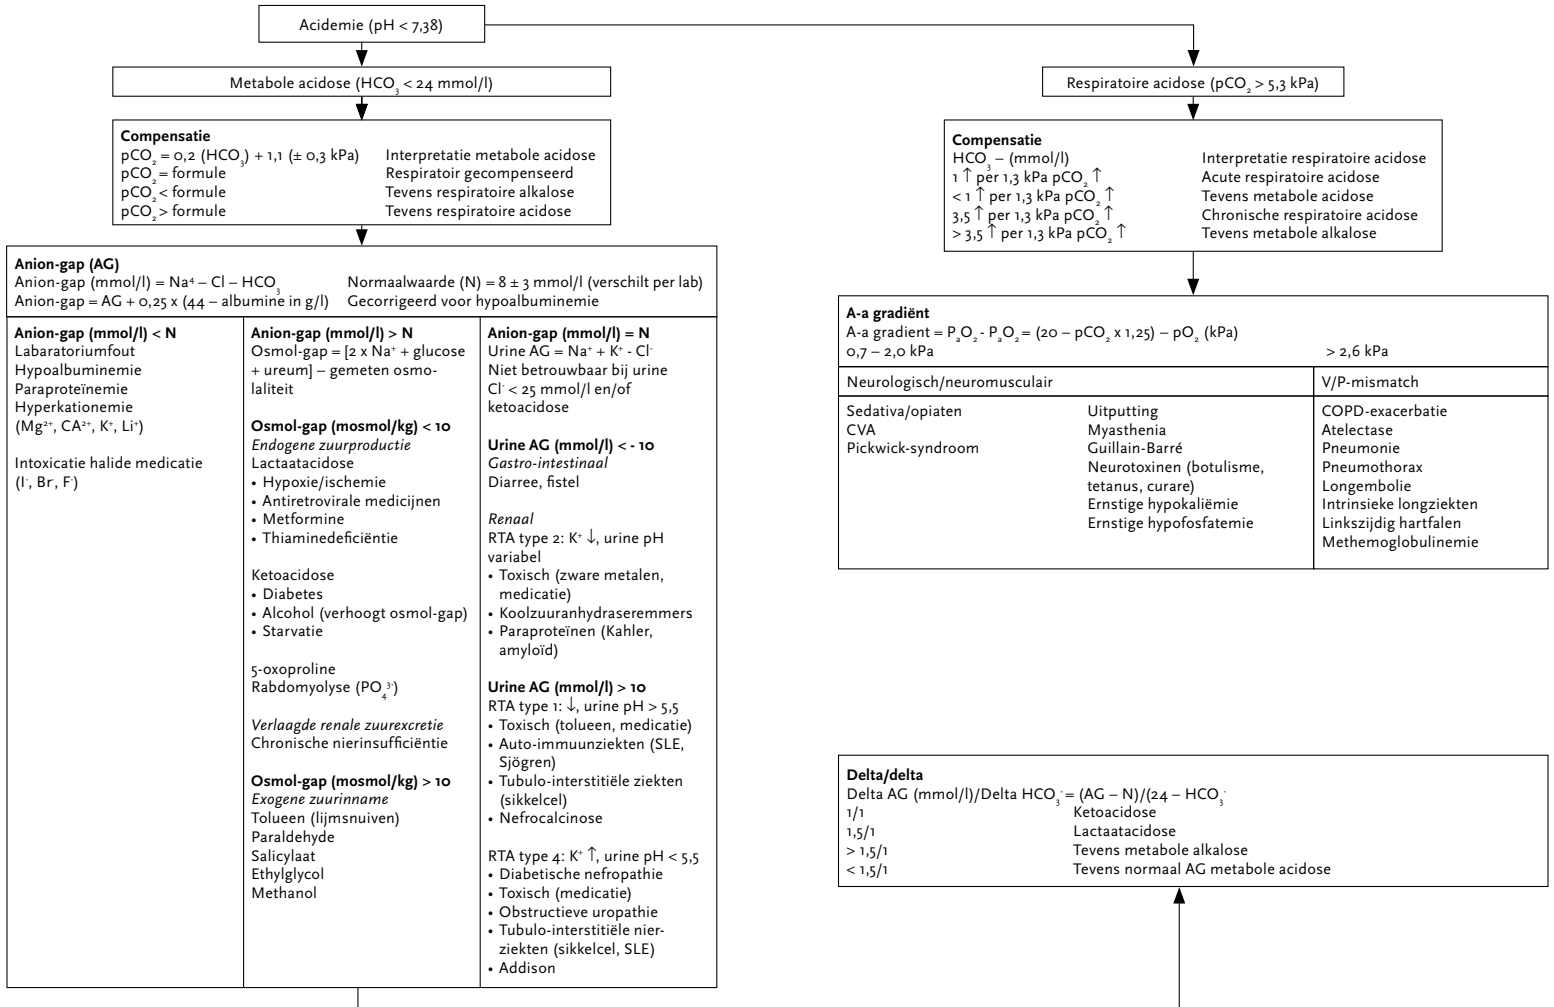 Acidemie (pH < 7,38)
Metabole acidose (HCO₃ < 24 mmol/l)
Compensatie
pCO₂ = 0,2 (HCO₃) + 1,1 (± 0,3 kPa) Interpretatie metabole acidose
pCO₂ = formule Respiratoir gecompenseerd
pCO₂ < formule Tevens respiratoire alkalose
pCO₂ > formule Tevens respiratoire acidose
Anion-gap (AG)
Anion-gap (mmol/l) = Na⁴ – Cl – HCO₃ Normaalwaarde (N) = 8 ± 3 mmol/l (verschilt per lab)
Anion-gap = AG + 0,25 x (44 – albumine in g/l) Gecorrigeerd voor hypoalbuminemie
Anion-gap (mmol/l) < N
Labaratoriumfout
Hypoalbuminemie
Paraproteïnemie
Hyperkationemie
(Mg²⁺, CA²⁺, K⁺, Li⁺)
Intoxicatie halide medicatie
(I⁻, Br⁻, F⁻)
Anion-gap (mmol/l) > N
Osmol-gap = [2 x Na⁺ + glucose
+ ureum] – gemeten osmo-
laliteit
Osmol-gap (mosmol/kg) < 10
Endogene zuurproductie
Lactaatacidose
• Hypoxie/ischemie
• Antiretrovirale medicijnen
• Metformine
• Thiaminedeficiëntie
Ketoacidose
• Diabetes
• Alcohol (verhoogt osmol-gap)
• Starvatie
5-oxoproline
Rabdomyolyse (PO₄³⁻)
Verlaagde renale zuurexcretie
Chronische nierinsufficiëntie
Osmol-gap (mosmol/kg) > 10
Exogene zuurinname
Tolueen (lijmsnuiven)
Paraldehyde
Salicylaat
Ethylglycol
Methanol
Anion-gap (mmol/l) = N
Urine AG = Na⁺ + K⁺ - Cl⁻
Niet betrouwbaar bij urine
Cl⁻ < 25 mmol/l en/of
ketoacidose
Urine AG (mmol/l) < - 10
Gastro-intestinaal
Diarree, fistel
Renaal
RTA type 2: K⁺ ↓, urine pH
variabel
• Toxisch (zware metalen,
medicatie)
• Koolzuuranhydraseremmers
• Paraproteïnen (Kahler,
amyloïd)
Urine AG (mmol/l) > 10
RTA type 1: ↓, urine pH > 5,5
• Toxisch (tolueen, medicatie)
• Auto-immuunziekten (SLE,
Sjögren)
• Tubulo-interstitiële ziekten
(sikkelcel)
• Nefrocalcinose
RTA type 4: K⁺ ↑, urine pH < 5,5
• Diabetische nefropathie
• Toxisch (medicatie)
• Obstructieve uropathie
• Tubulo-interstitiële nier-
ziekten (sikkelcel, SLE)
• Addison
Respiratoire acidose (pCO₂ > 5,3 kPa)
Compensatie
HCO₃ – (mmol/l) Interpretatie respiratoire acidose
1 ↑ per 1,3 kPa pCO₂ ↑ Acute respiratoire acidose
< 1 ↑ per 1,3 kPa pCO₂ ↑ Tevens metabole acidose
3,5 ↑ per 1,3 kPa pCO₂ ↑ Chronische respiratoire acidose
> 3,5 ↑ per 1,3 kPa pCO₂ ↑ Tevens metabole alkalose
A-a gradiënt
A-a gradient = PₐO₂ - PₐO₂ = (20 – pCO₂ x 1,25) – pO₂ (kPa)
0,7 – 2,0 kPa > 2,6 kPa
Neurologisch/neuromusculair V/P-mismatch
Sedativa/opiaten
CVA
Pickwick-syndroom
Uitputting
Myasthenia
Guillain-Barré
Neurotoxinen (botulisme,
tetanus, curare)
Ernstige hypokaliëmie
Ernstige hypofosfatemie
COPD-exacerbatie
Atelectase
Pneumonie
Pneumothorax
Longembolie
Intrinsieke longziekten
Linkszijdig hartfalen
Methemoglobulinemie
Delta/delta
Delta AG (mmol/l)/Delta HCO₃⁻ = (AG – N)/(24 – HCO₃⁻
1/1 Ketoacidose
1,5/1 Lactaatacidose
> 1,5/1 Tevens metabole alkalose
< 1,5/1 Tevens normaal AG metabole acidose